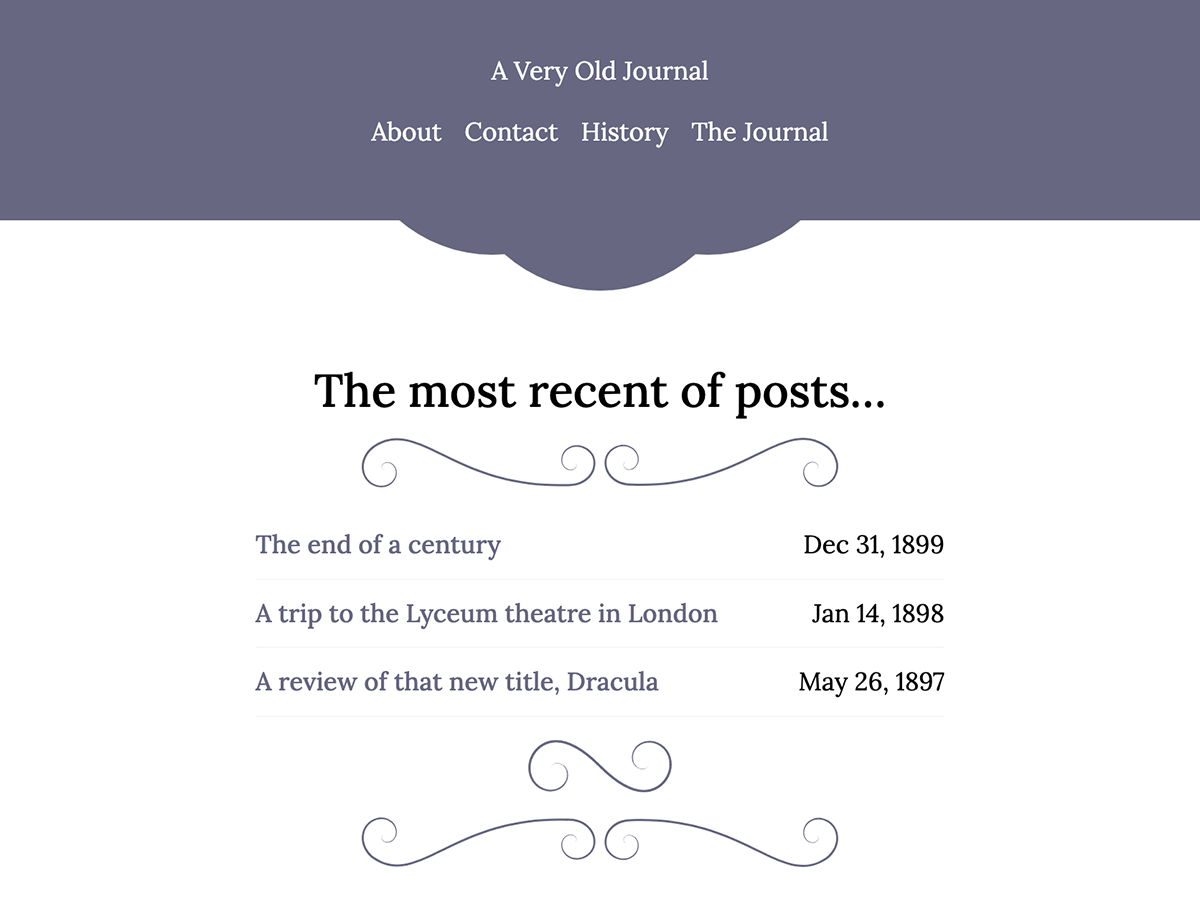 A Very Old Journal
About Contact History The Journal
The most recent of posts...
The end of a century Dec 31, 1899
A trip to the Lyceum theatre in London Jan 14, 1898
A review of that new title, Dracula May 26, 1897